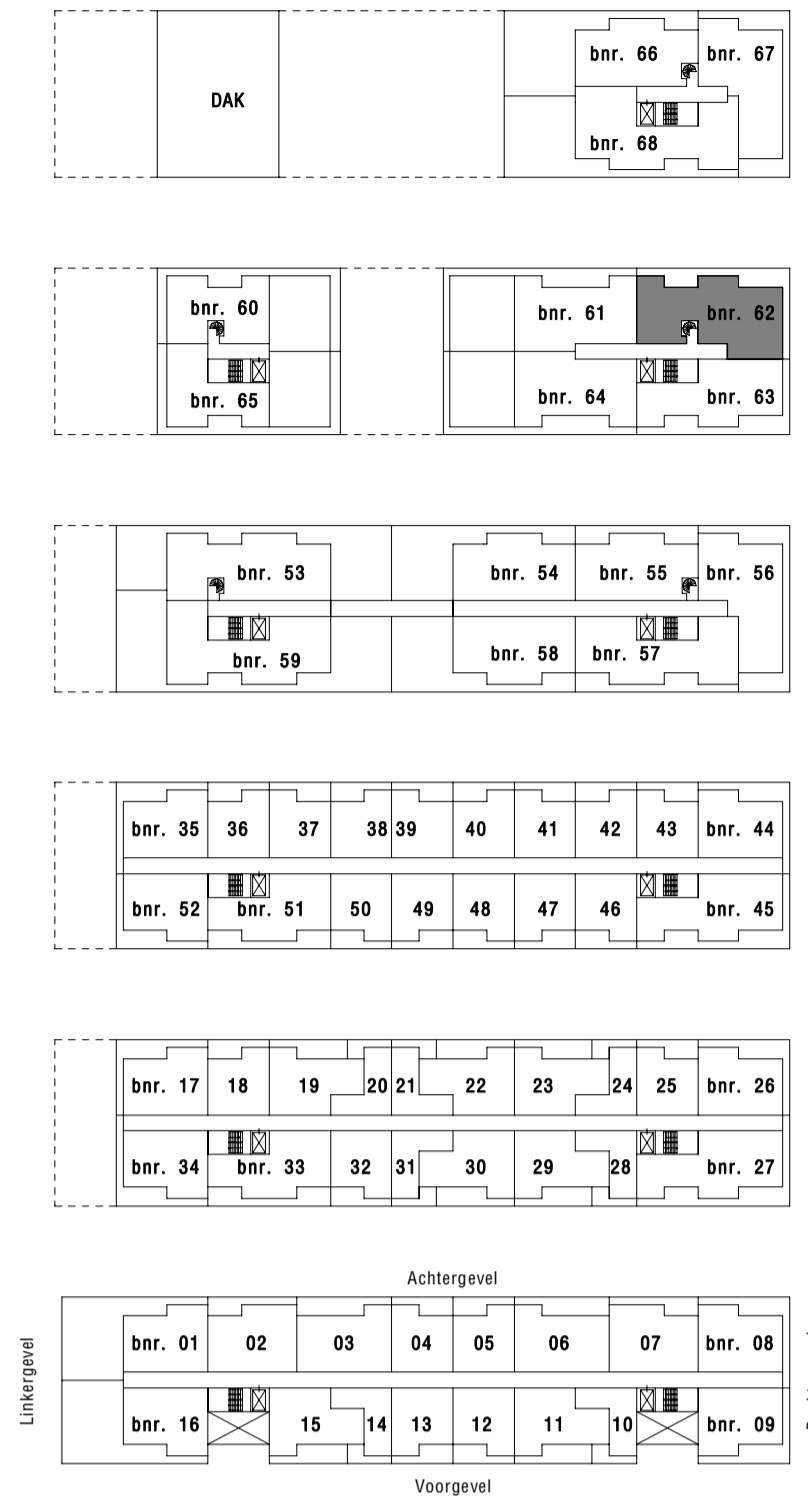 bnr. 66 bnr. 67
DAK
bnr. 68
bnr. 60 bnr. 61 bnr. 62
bnr. 65 bnr. 64 bnr. 63
bnr. 53 bnr. 54 bnr. 55 bnr. 56
bnr. 59 bnr. 58 bnr. 57
bnr. 35 36 37 38 39 40 41 42 43 bnr. 44
bnr. 52 bnr. 51 50 49 48 47 46 bnr. 45
bnr. 17 18 19 20 21 22 23 24 25 bnr. 26
bnr. 34 bnr. 33 32 31 30 29 28 bnr. 27
Achtergevel
Linkergevel
bnr. 01 02 03 04 05 06 07 bnr. 08
bnr. 16 15 14 13 12 11 10 bnr. 09
Voorgevel